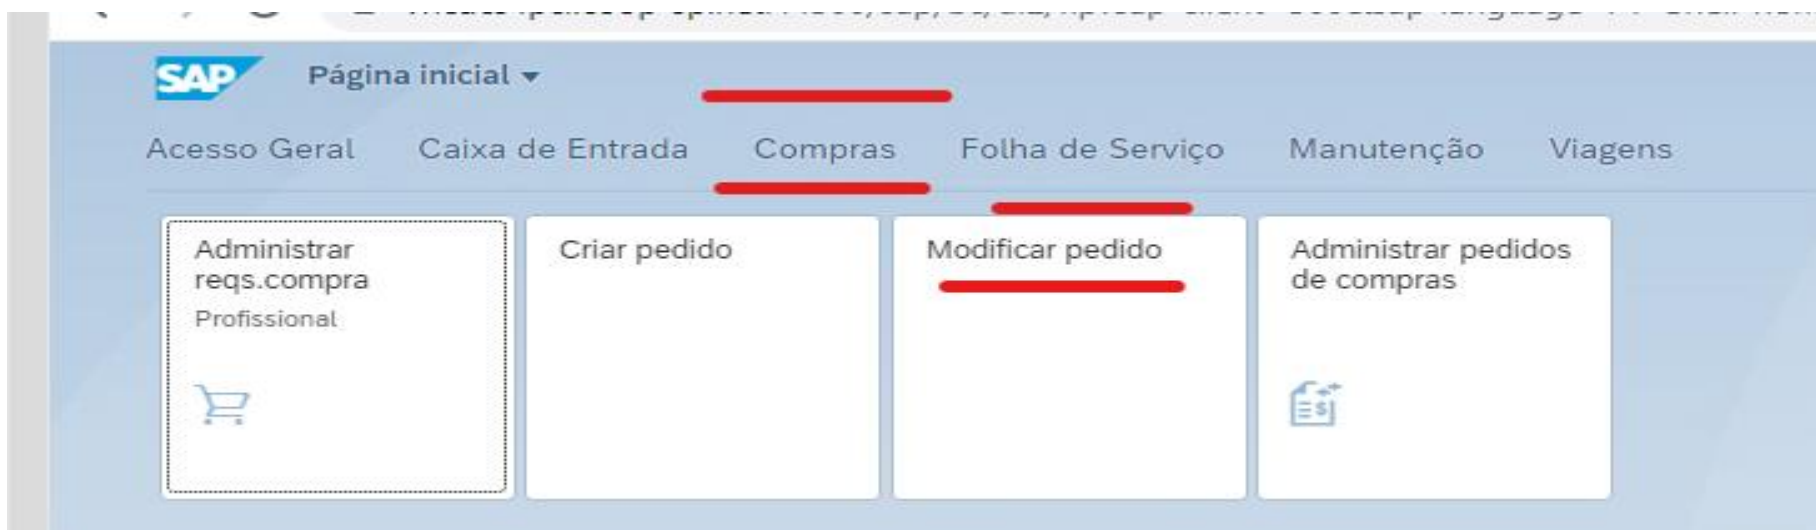 SAP Página inicial
Acesso Geral Caixa de Entrada Compras Folha de Serviço Manutenção Viagens
Administrar
reqs.compra
Profissional
Criar pedido
Modificar pedido
Administrar pedidos
de compras